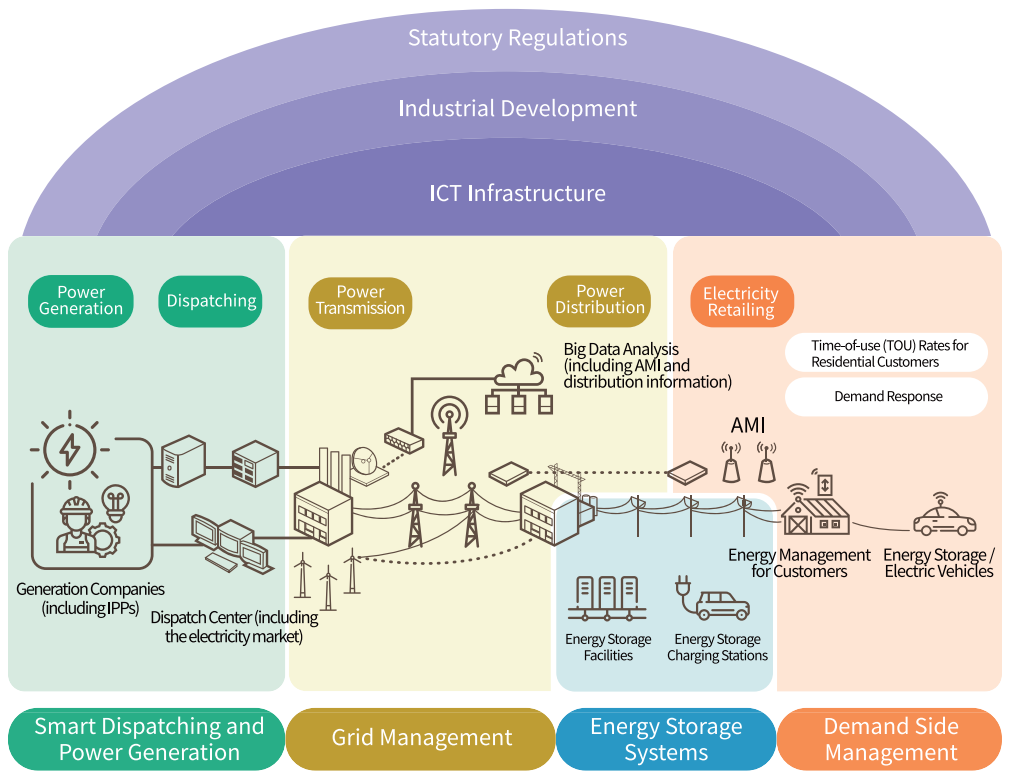 Statutory Regulations
Industrial Development
ICT Infrastructure
Power
Generation
Dispatching
Power
Transmission
Power
Distribution
Electricity
Retailing
Time-of-use (TOU) Rates for
Residential Customers
Demand Response
Big Data Analysis
(including AMI and
distribution information)
AMI
Generation Companies
(including IPPs)
Dispatch Center (including
the electricity market)
Energy Management
for Customers
Energy Storage /
Electric Vehicles
Energy Storage
Facilities
Energy Storage
Charging Stations
Smart Dispatching and
Power Generation
Grid Management
Energy Storage
Systems
Demand Side
Management